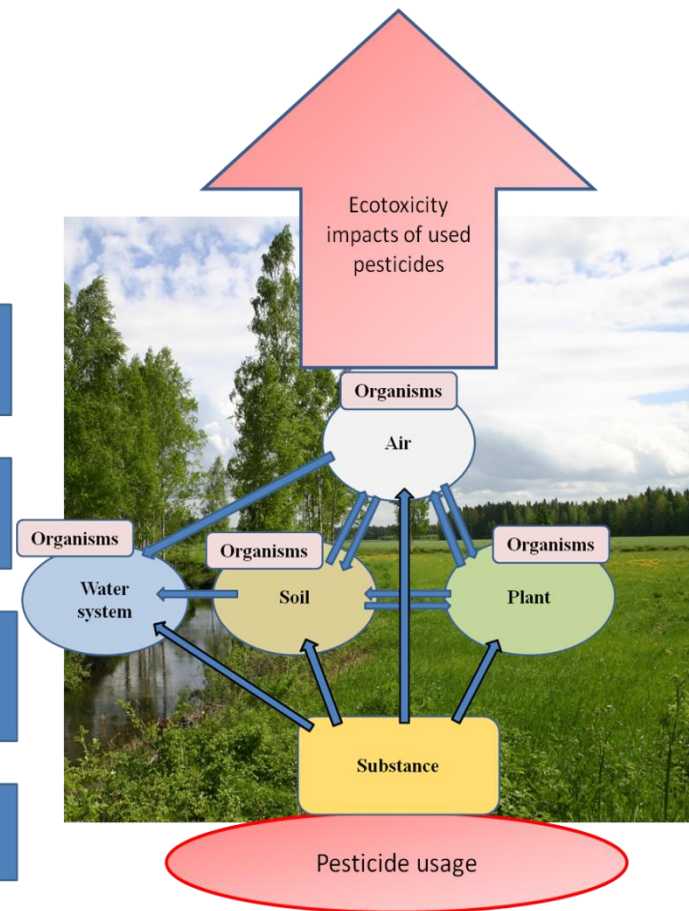 Ecotoxicity
impacts of used
pesticides
Organisms
Air
Organisms
Water
system
Organisms
Soil
Organisms
Plant
Substance
Pesticide usage